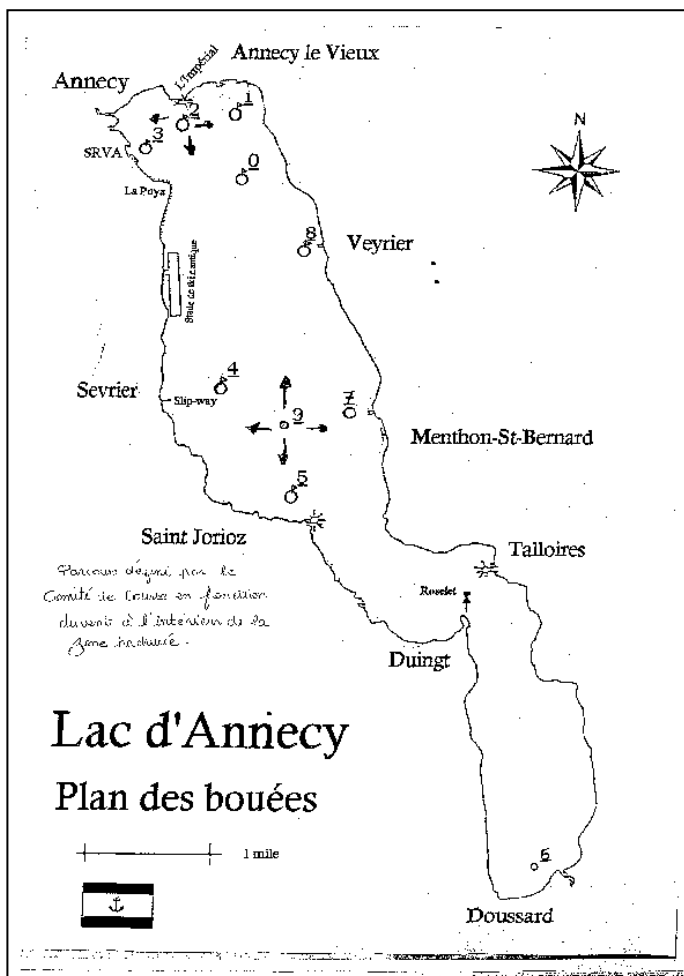 Annecy le Vieux
L'Impérial
Annecy
1
2
3
SRVA
0
N
La Puya
8
Veyrier
Stade de ski nautique
4
Sevrier
Slip-way
7
9
Menthon-St-Bernard
5
Saint Jorioz
Talloires
Parcours défini par le
Comité de Course en fonction
du vent à l'intérieur de la
zone hachurée.
Roselet
Duingt
Lac d'Annecy
Plan des bouées
1 mile
6
Doussard